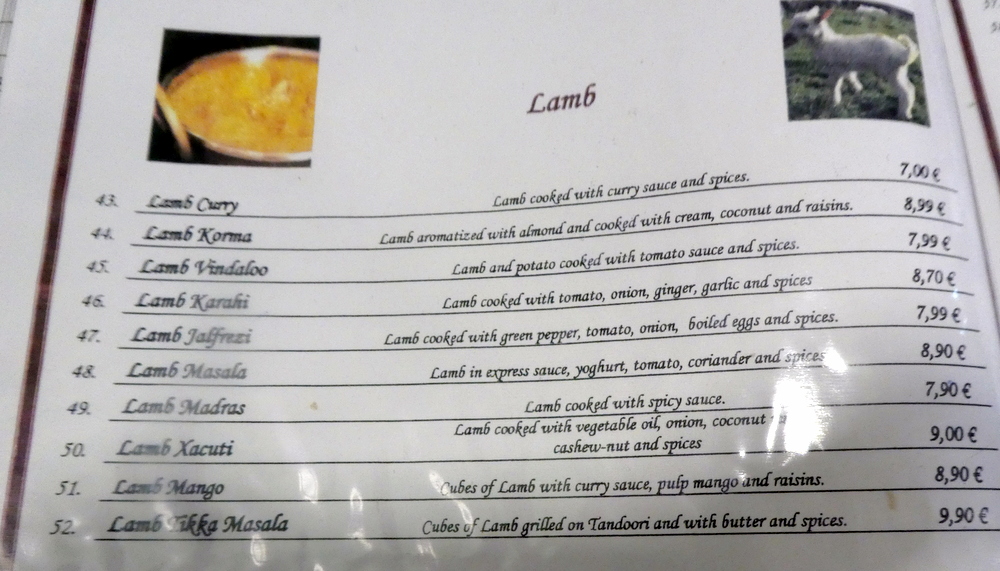 Lamb
43. Lamb Curry Lamb cooked with curry sauce and spices. 7,00 €
44. Lamb Korma Lamb aromatized with almond and cooked with cream, coconut and raisins. 8,99 €
45. Lamb Vindaloo Lamb and potato cooked with tomato sauce and spices. 7,99 €
46. Lamb Karahi Lamb cooked with tomato, onion, ginger, garlic and spices 8,70 €
47. Lamb Jalfrezi Lamb cooked with green pepper, tomato, onion, boiled eggs and spices. 7,99 €
48. Lamb Masala Lamb in express sauce, yoghurt, tomato, coriander and spices 8,90 €
49. Lamb Madras Lamb cooked with spicy sauce. 7,90 €
50. Lamb Xacuti Lamb cooked with vegetable oil, onion, coconut
cashew-nut and spices 9,00 €
51. Lamb Mango Cubes of Lamb with curry sauce, pulp mango and raisins. 8,90 €
52. Lamb Tikka Masala Cubes of Lamb grilled on Tandoori and with butter and spices. 9,90 €